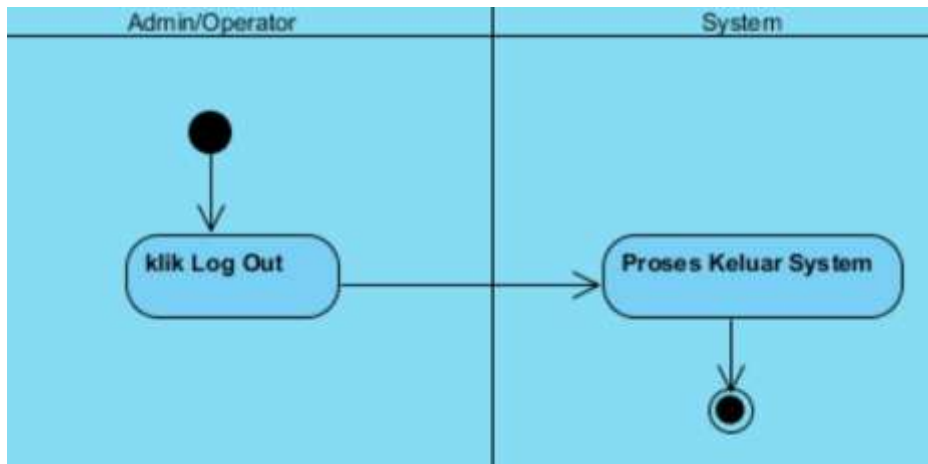 Admin/Operator
System
klik Log Out
Proses Keluar System